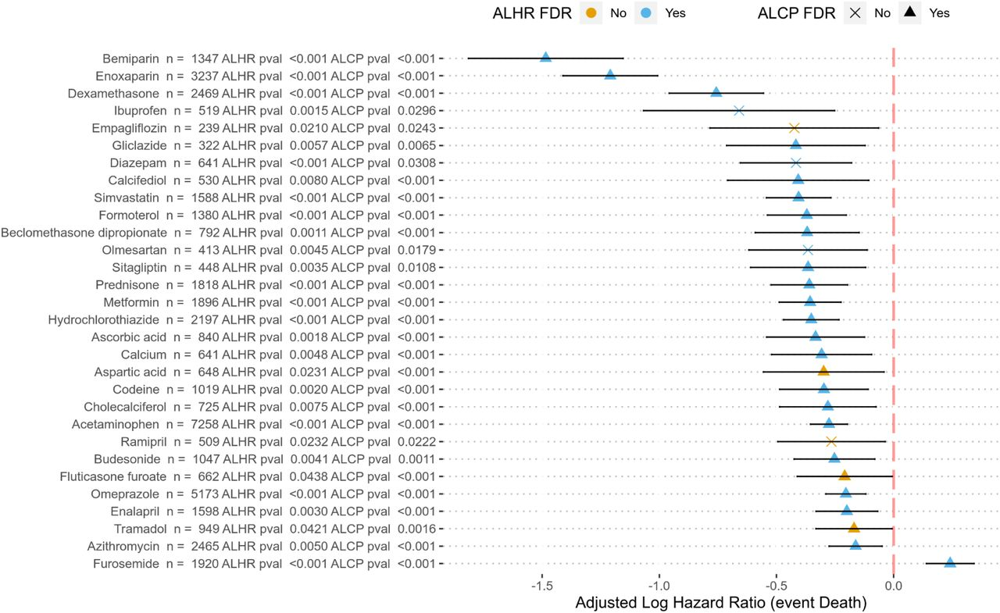 ALHR FDR No Yes ALCP FDR No Yes
Bemiparin n = 1347 ALHR pval <0.001 ALCP pval <0.001
Enoxaparin n = 3237 ALHR pval <0.001 ALCP pval <0.001
Dexamethasone n = 2469 ALHR pval <0.001 ALCP pval <0.001
Ibuprofen n = 519 ALHR pval 0.0015 ALCP pval 0.0296
Empagliflozin n = 239 ALHR pval 0.0210 ALCP pval 0.0243
Gliclazide n = 322 ALHR pval 0.0057 ALCP pval 0.0065
Diazepam n = 641 ALHR pval <0.001 ALCP pval 0.0308
Calcifediol n = 530 ALHR pval 0.0080 ALCP pval <0.001
Simvastatin n = 1588 ALHR pval <0.001 ALCP pval <0.001
Formoterol n = 1380 ALHR pval <0.001 ALCP pval <0.001
Beclomethasone dipropionate n = 792 ALHR pval 0.0011 ALCP pval <0.001
Olmesartan n = 413 ALHR pval 0.0045 ALCP pval 0.0179
Sitagliptin n = 448 ALHR pval 0.0035 ALCP pval 0.0108
Prednisone n = 1818 ALHR pval <0.001 ALCP pval <0.001
Metformin n = 1896 ALHR pval <0.001 ALCP pval <0.001
Hydrochlorothiazide n = 2197 ALHR pval <0.001 ALCP pval <0.001
Ascorbic acid n = 840 ALHR pval 0.0018 ALCP pval <0.001
Calcium n = 641 ALHR pval 0.0048 ALCP pval <0.001
Aspartic acid n = 648 ALHR pval 0.0231 ALCP pval <0.001
Codeine n = 1019 ALHR pval 0.0020 ALCP pval <0.001
Cholecalciferol n = 725 ALHR pval 0.0075 ALCP pval <0.001
Acetaminophen n = 7258 ALHR pval <0.001 ALCP pval <0.001
Ramipril n = 509 ALHR pval 0.0232 ALCP pval 0.0222
Budesonide n = 1047 ALHR pval 0.0041 ALCP pval 0.0011
Fluticasone furoate n = 662 ALHR pval 0.0438 ALCP pval <0.001
Omeprazole n = 5173 ALHR pval <0.001 ALCP pval <0.001
Enalapril n = 1598 ALHR pval 0.0030 ALCP pval <0.001
Tramadol n = 949 ALHR pval 0.0421 ALCP pval 0.0016
Azithromycin n = 2465 ALHR pval 0.0050 ALCP pval <0.001
Furosemide n = 1920 ALHR pval <0.001 ALCP pval <0.001
-1.5 -1.0 -0.5 0.0
Adjusted Log Hazard Ratio (event Death)